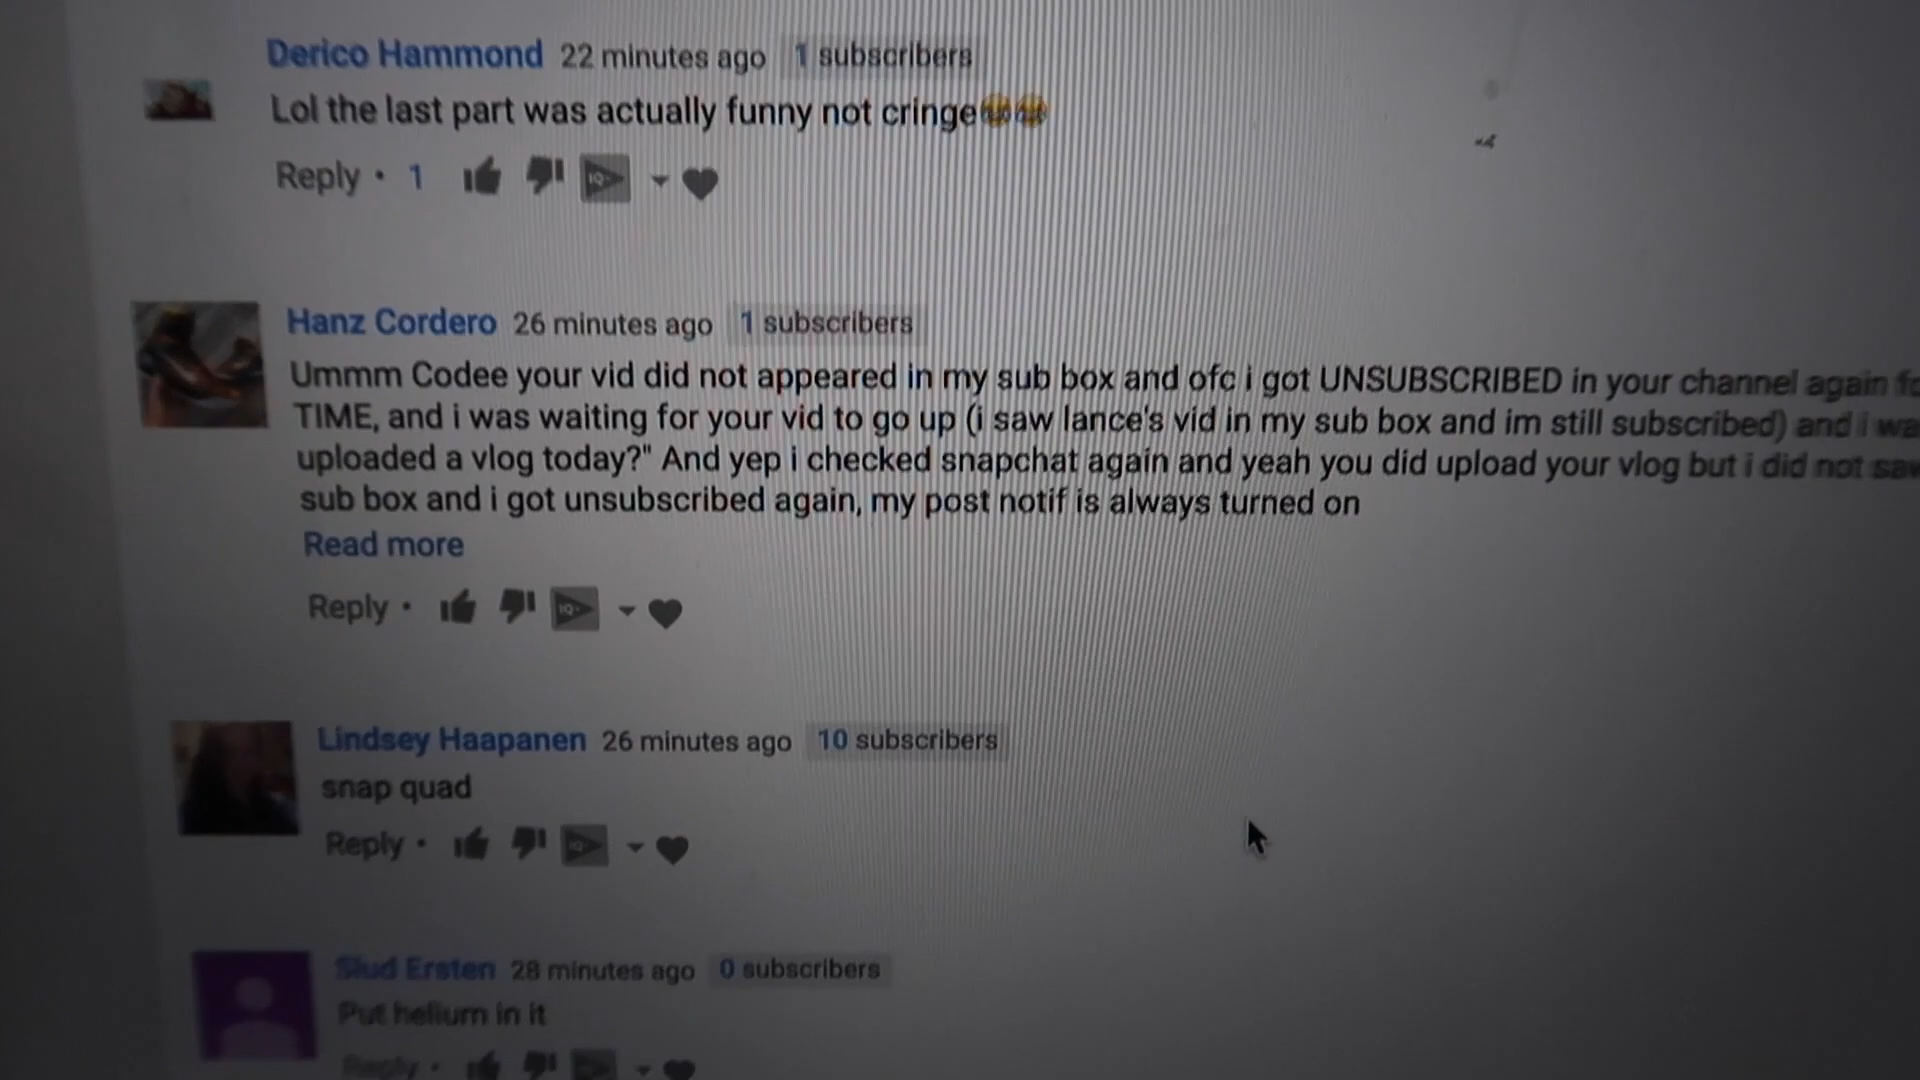 Derico Hammond 22 minutes ago 1 subscribers
Lol the last part was actually funny not cringe😂😂
Reply • 1
Hanz Cordero 26 minutes ago 1 subscribers
Ummm Codee your vid did not appeared in my sub box and ofc i got UNSUBSCRIBED in your channel again
TIME, and i was waiting for your vid to go up (i saw lance's vid in my sub box and im still subscribed) and i
uploaded a vlog today?" And yep i checked snapchat again and yeah you did upload your vlog but i did not saw
sub box and i got unsubscribed again, my post notif is always turned on
Read more
Reply •
Lindsey Haapanen 26 minutes ago 10 subscribers
snap quad
Reply •
Slud Ersten 28 minutes ago 0 subscribers
Put helium in it
Reply •